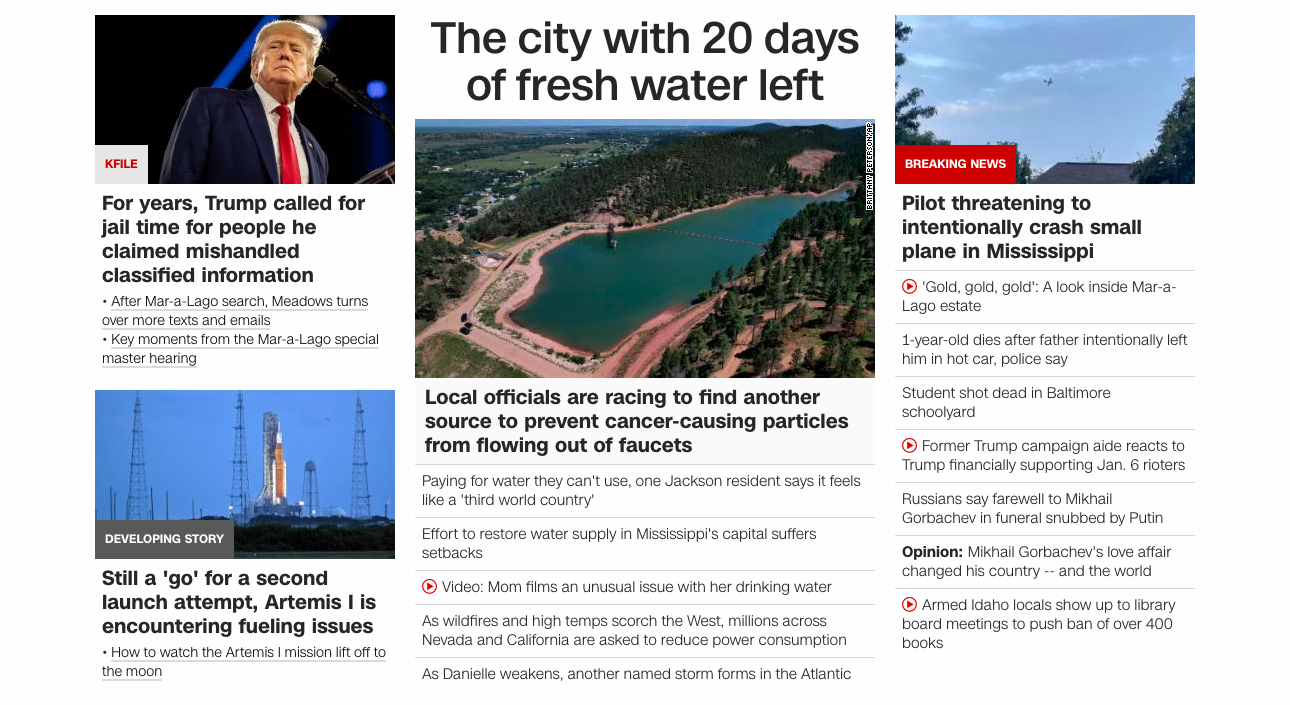 KFILE
For years, Trump called for
jail time for people he
claimed mishandled
classified information
• After Mar-a-Lago search, Meadows turns
over more texts and emails
• Key moments from the Mar-a-Lago special
master hearing
DEVELOPING STORY
Still a 'go' for a second
launch attempt, Artemis I is
encountering fueling issues
• How to watch the Artemis I mission lift off to
the moon
The city with 20 days
of fresh water left
BRITTANY PETERSON/AP
Local officials are racing to find another
source to prevent cancer-causing particles
from flowing out of faucets
Paying for water they can't use, one Jackson resident says it feels
like a 'third world country'
Effort to restore water supply in Mississippi's capital suffers
setbacks
Video: Mom films an unusual issue with her drinking water
As wildfires and high temps scorch the West, millions across
Nevada and California are asked to reduce power consumption
As Danielle weakens, another named storm forms in the Atlantic
BREAKING NEWS
Pilot threatening to
intentionally crash small
plane in Mississippi
'Gold, gold, gold': A look inside Mar-a-
Lago estate
1-year-old dies after father intentionally left
him in hot car, police say
Student shot dead in Baltimore
schoolyard
Former Trump campaign aide reacts to
Trump financially supporting Jan. 6 rioters
Russians say farewell to Mikhail
Gorbachev in funeral snubbed by Putin
Opinion: Mikhail Gorbachev's love affair
changed his country -- and the world
Armed Idaho locals show up to library
board meetings to push ban of over 400
books